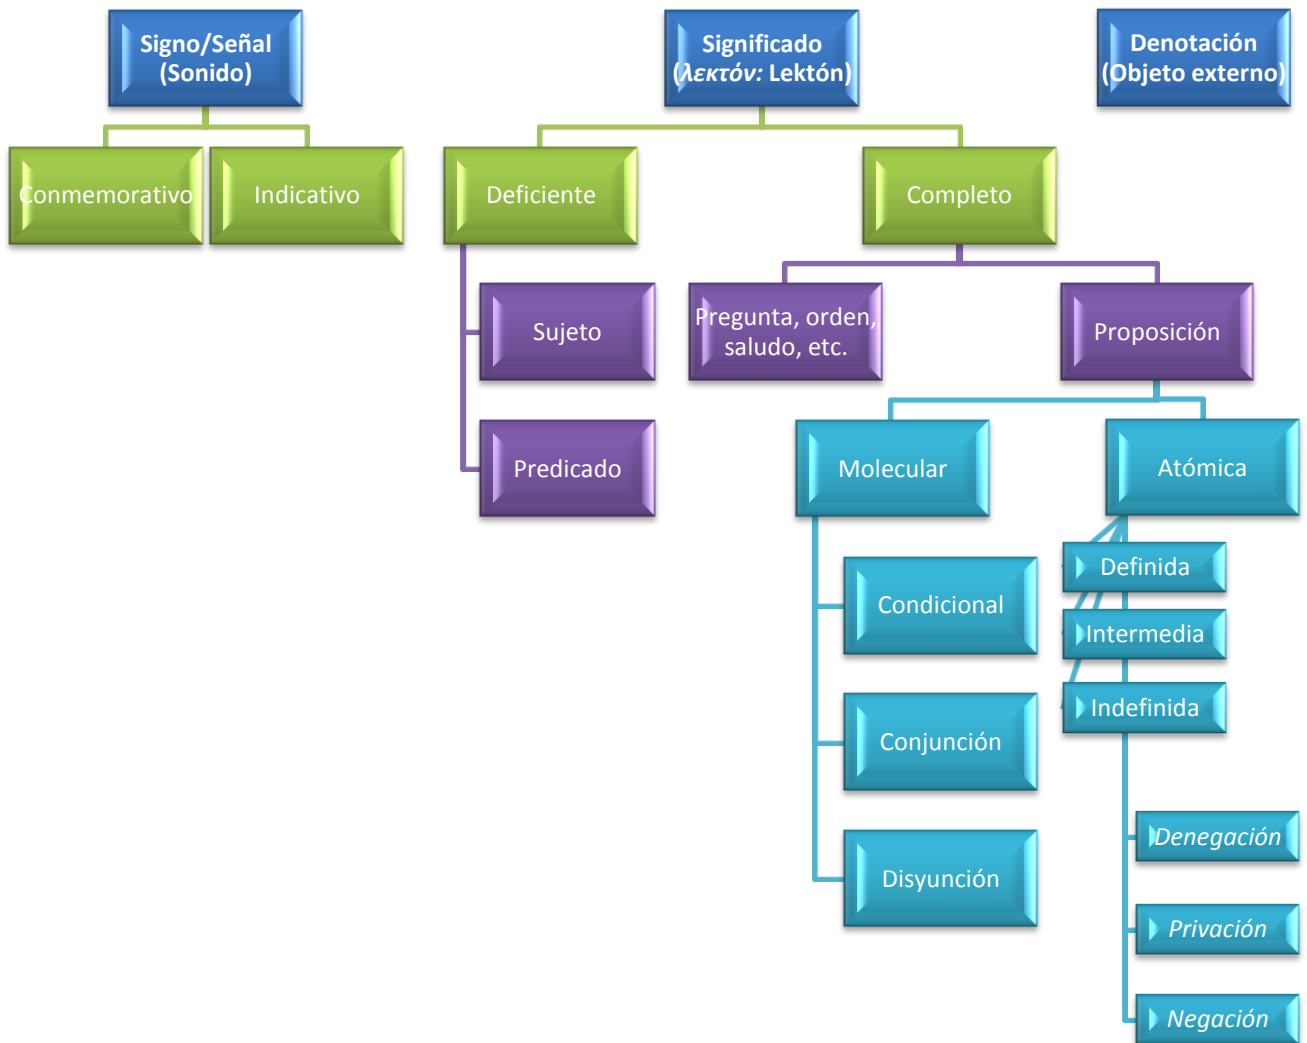 Signo/Señal
(Sonido)
Significado
(λεκτόν: Lektón)
Denotación
(Objeto externo)
Conmemorativo
Indicativo
Deficiente
Completo
Sujeto
Pregunta, orden,
saludo, etc.
Proposición
Predicado
Molecular
Atómica
Definida
Condicional
Intermedia
Indefinida
Conjunción
Denegación
Disyunción
Privación
Negación